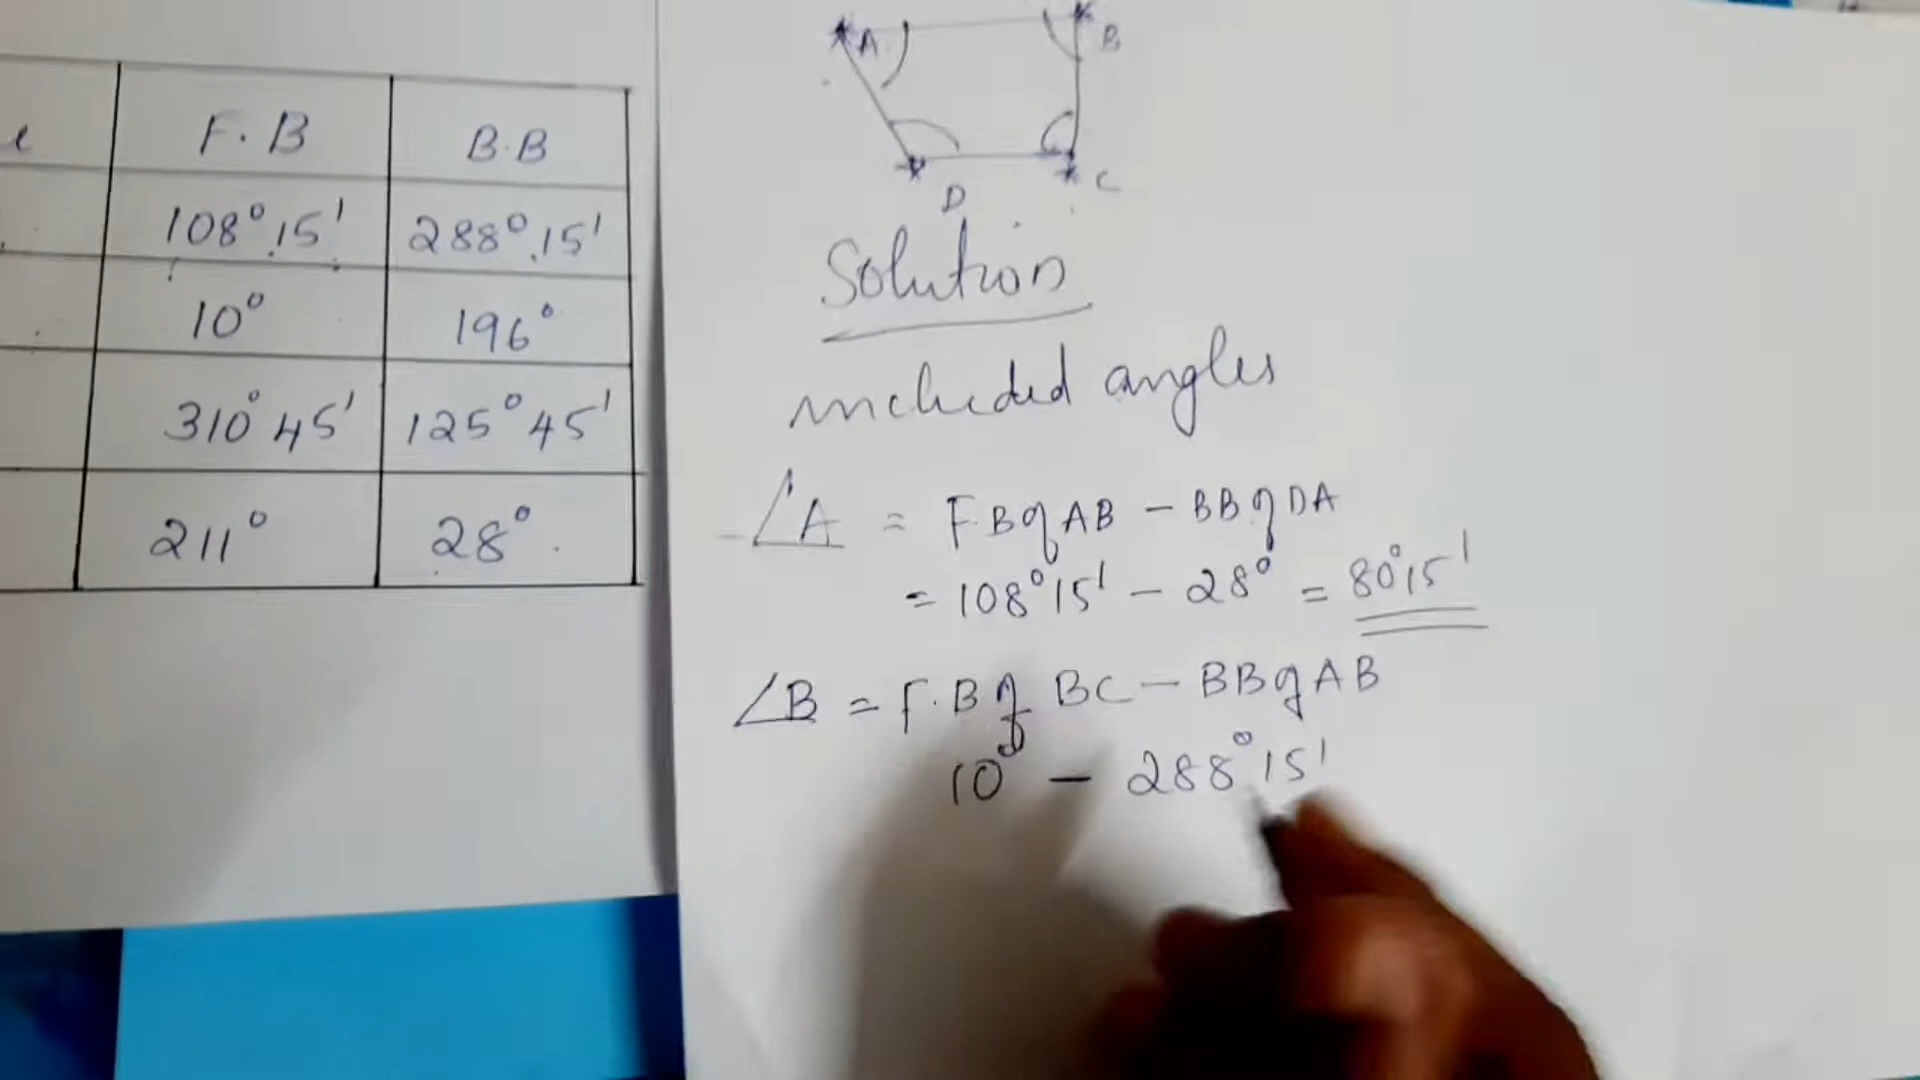 F.B B.B
108°15' 288°15'
10° 196°
310°45' 125°45'
211° 28°
A B
D C
Solution
included angles
∠A = F.B of AB - BB of DA
= 108°15' - 28° = 80°15'
∠B = F.B of BC - BB of AB
10° - 288°15'